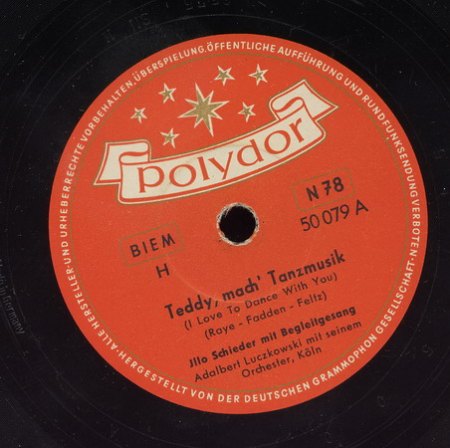 ALLE HERSTELLER-UND URHEBERRECHTE VORBEHALTEN, ÜBERSPIELUNG, ÖFFENTLICHE AUFFÜHRUNG UND RUNDFUNKSENDUNG VERBOTEN
polydor
BIEM
H
N 78
50 079 A
Teddy, mach' Tanzmusik
(I Love To Dance With You)
(Raye - Fadden - Feltz)
Jllo Schieder mit Begleitgesang
Adalbert Luczkowski mit seinem
Orchester, Köln
HERGESTELLT VON DER DEUTSCHEN GRAMMOPHON GESELLSCHAFT